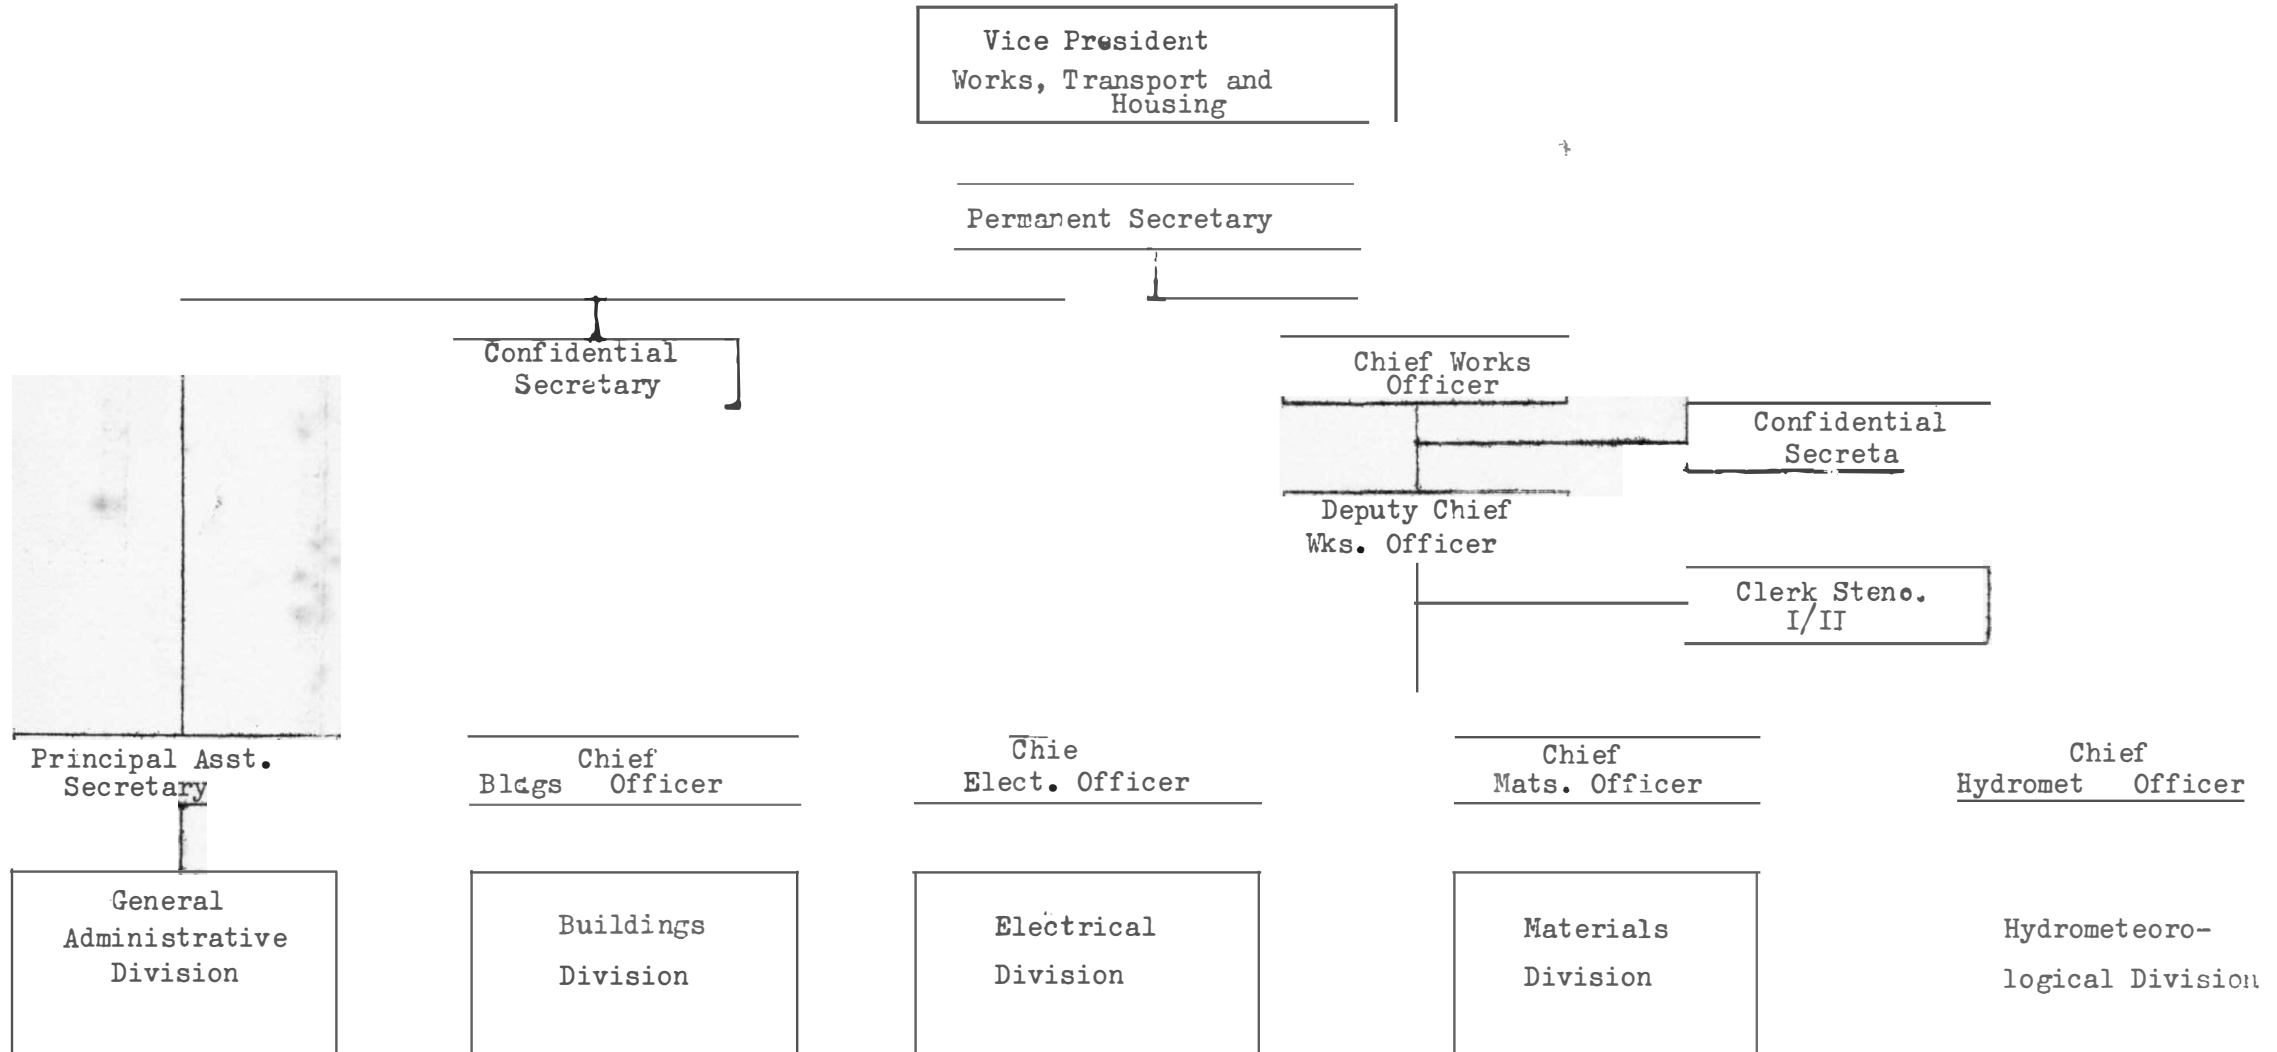 Vice President
Works, Transport and
Housing
Permanent Secretary
Confidential
Secretary
Chief Works
Officer
Confidential
Secreta
Deputy Chief
Wks. Officer
Clerk Steno.
I/II
Principal Asst.
Secretary
Chief
Bldgs Officer
Chie
Elect. Officer
Chief
Mats. Officer
Chief
Hydromet Officer
General
Administrative
Division
Buildings
Division
Electrical
Division
Materials
Division
Hydrometeoro-
logical Division